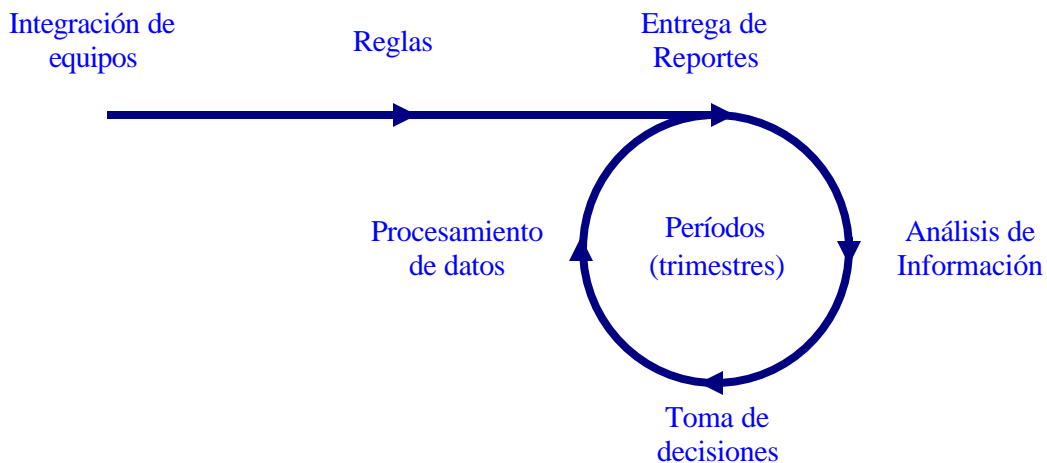 Integración de
equipos
Reglas
Entrega de
Reportes
Procesamiento
de datos
Períodos
(trimestres)
Análisis de
Información
Toma de
decisiones